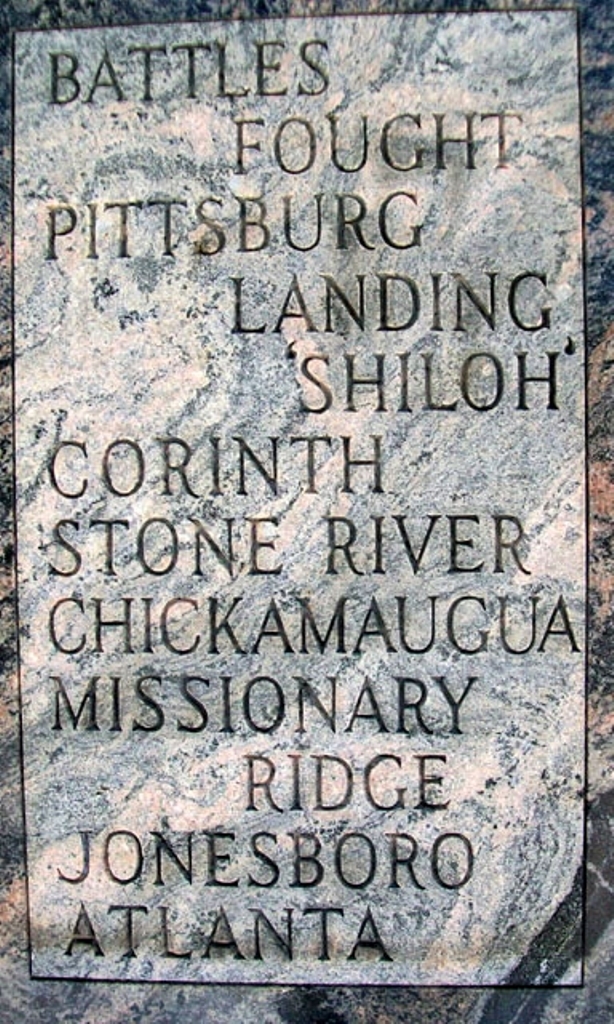 BATTLES
FOUGHT
PITTSBURG
LANDING
'SHILOH'
CORINTH
STONE RIVER
CHICKAMAUGUA
MISSIONARY
RIDGE
JONESBORO
ATLANTA